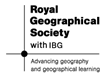 Royal
Geographical
Society
with IBG
Advancing geography
and geographical learning